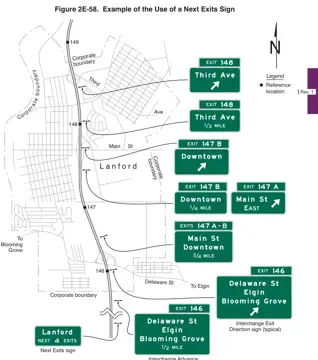 Figure 2E-58.  Example of the Use of a Next Exits Sign
149
Corporate
boundary
N
Legend
Reference
location
Rev. 1
EXIT 148
Third Ave
Third
Ave
Corporate boundary
EXIT 148
Third Ave
1/2 MILE
148
Main St
Lanford
Corporate
boundary
EXIT 147 B
Downtown
EXIT 147 B
Downtown
1/4 MILE
EXIT 147 A
Main St
EAST
147
EXITS 147 A-B
Main St
Downtown
3/4 MILE
To
Blooming
Grove
146
Delaware St
To Elgin
Corporate boundary
EXIT 146
Delaware St
Elgin
Blooming Grove
Interchange Exit
Direction sign (typical)
EXIT 146
Delaware St
Elgin
Blooming Grove
1/2 MILE
Lanford
NEXT 4 EXITS
Next Exits sign
Interchange Advance